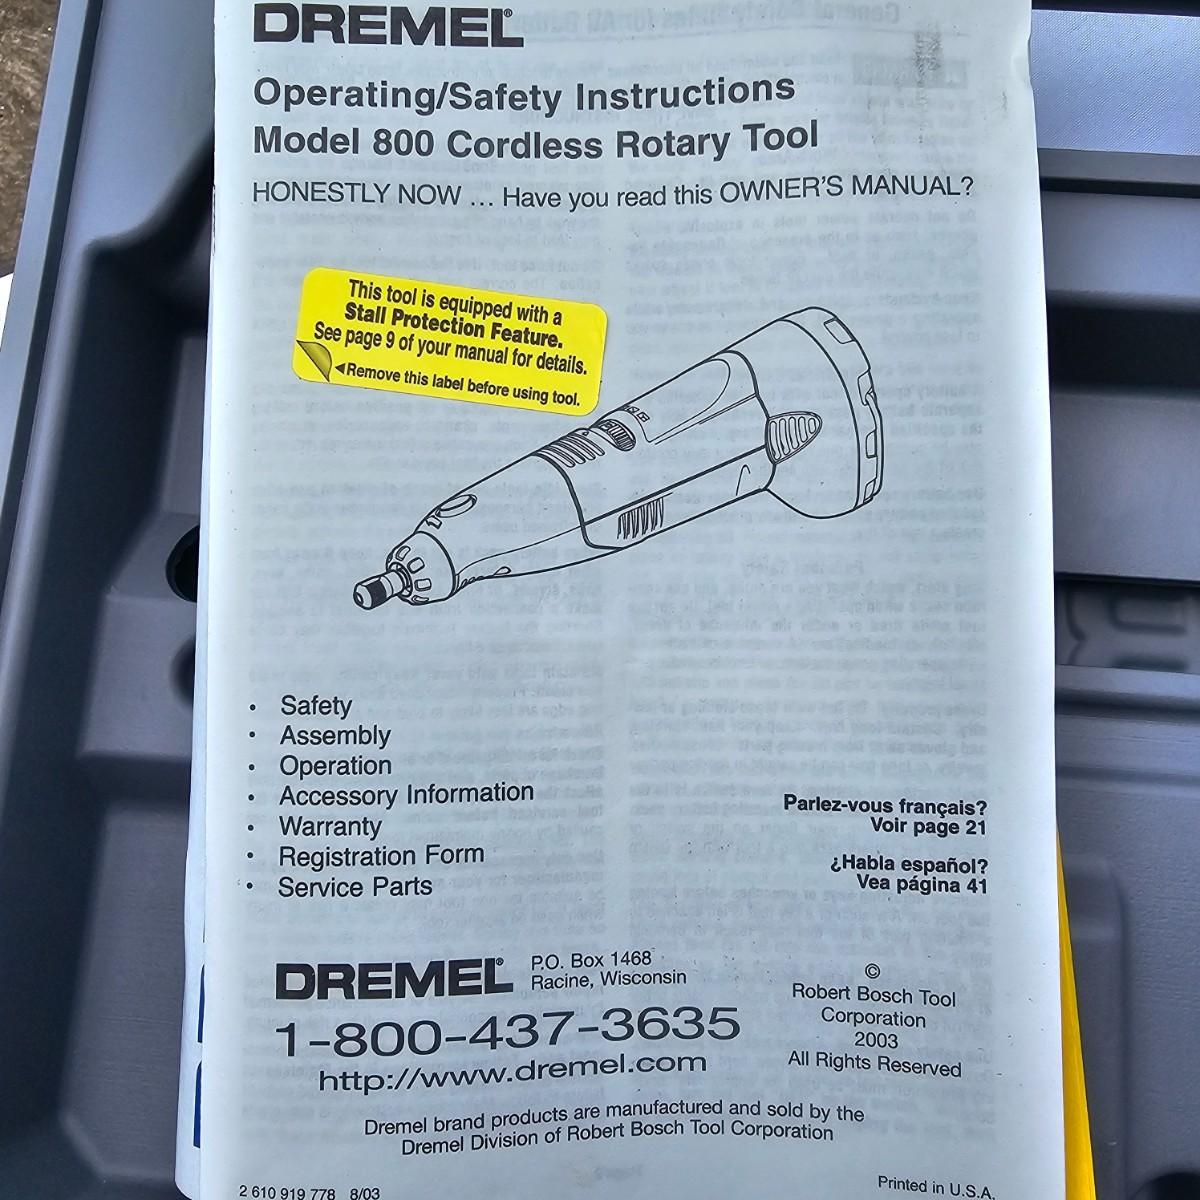 DREMEL®
Operating/Safety Instructions
Model 800 Cordless Rotary Tool
HONESTLY NOW ... Have you read this OWNER'S MANUAL?
This tool is equipped with a
Stall Protection Feature.
See page 9 of your manual for details.
◄Remove this label before using tool.
• Safety
• Assembly
• Operation
• Accessory Information
• Warranty
• Registration Form
• Service Parts
Parlez-vous français?
Voir page 21
¿Habla español?
Vea página 41
DREMEL®
P.O. Box 1468
Racine, Wisconsin
1-800-437-3635
http://www.dremel.com
©
Robert Bosch Tool
Corporation
2003
All Rights Reserved
Dremel brand products are manufactured and sold by the
Dremel Division of Robert Bosch Tool Corporation
2 610 919 778 8/03
Printed in U.S.A.